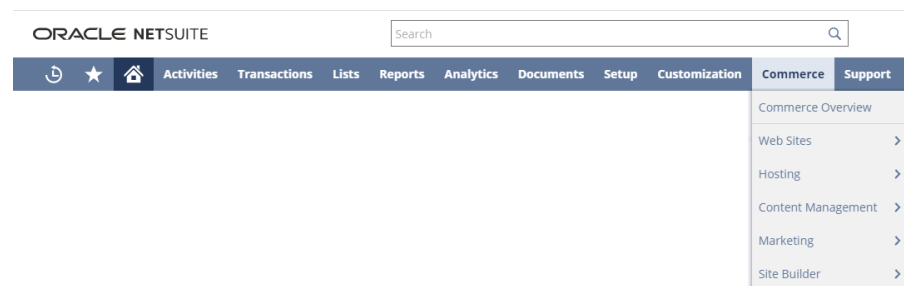 ORACLE NETSUITE
Search
Activities Transactions Lists Reports Analytics Documents Setup Customization Commerce Support
Commerce Overview
Web Sites
Hosting
Content Management
Marketing
Site Builder